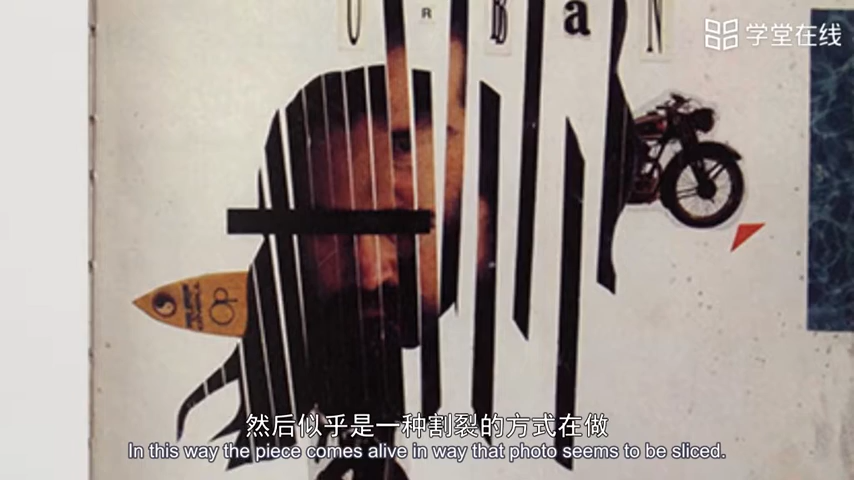 U R B a N
学堂在线
Op
然后似乎是一种割裂的方式在做
In this way the piece comes alive in way that photo seems to be sliced.